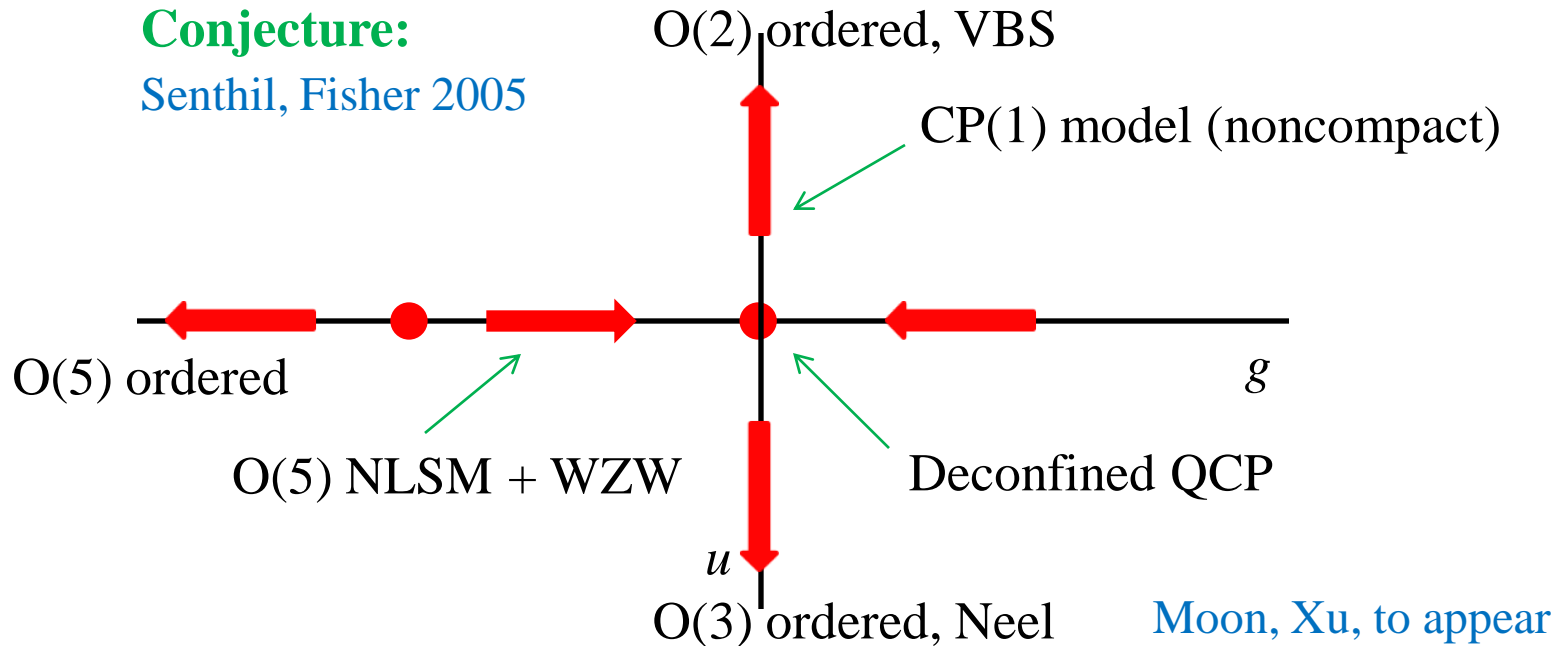 Conjecture:
O(2) ordered, VBS
Senthil, Fisher 2005
CP(1) model (noncompact)
O(5) ordered
g
O(5) NLSM + WZW
Deconfined QCP
u
O(3) ordered, Neel
Moon, Xu, to appear